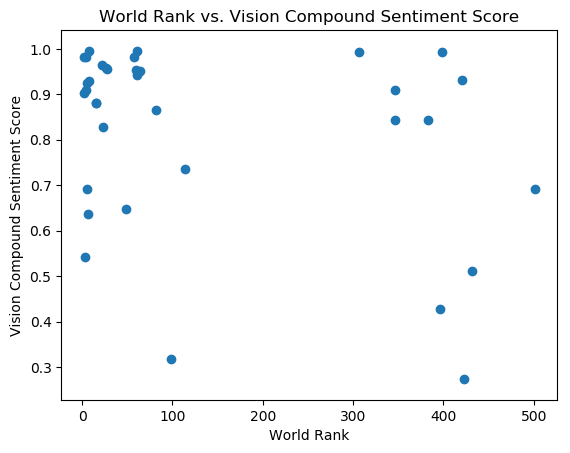 World Rank vs. Vision Compound Sentiment Score
Vision Compound Sentiment Score
1.0
0.9
0.8
0.7
0.6
0.5
0.4
0.3
0 100 200 300 400 500
World Rank